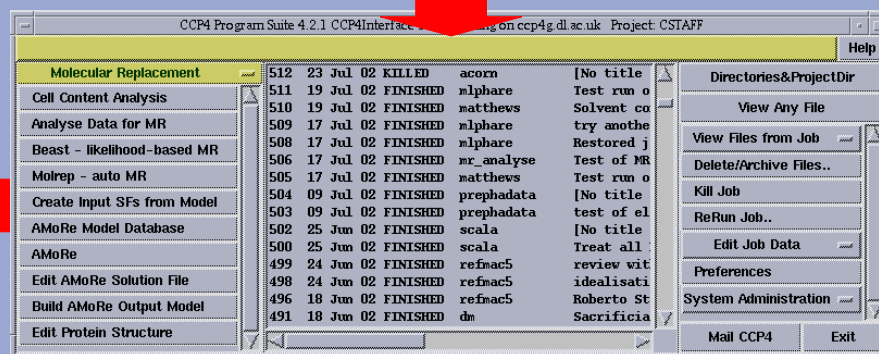 CCP4 Program Suite 4.2.1 CCP4Interface on ccp4g.dl.ac.uk Project: CSTAFF
Help
Molecular Replacement
Cell Content Analysis
Analyse Data for MR
Beast - likelihood-based MR
Molrep - auto MR
Create Input SFs from Model
AMoRe Model Database
AMoRe
Edit AMoRe Solution File
Build AMoRe Output Model
Edit Protein Structure
512 23 Jul 02 KILLED acorn [No title
511 19 Jul 02 FINISHED mlphare Test run o
510 19 Jul 02 FINISHED matthews Solvent co
509 17 Jul 02 FINISHED mlphare try anothe
508 17 Jul 02 FINISHED mlphare Restored j
506 17 Jul 02 FINISHED mr_analyse Test of MR
505 17 Jul 02 FINISHED matthews Test run o
504 09 Jul 02 FINISHED prephadata [No title
503 09 Jul 02 FINISHED prephadata test of el
502 25 Jun 02 FINISHED scala [No title
500 25 Jun 02 FINISHED scala Treat all
499 24 Jun 02 FINISHED refmac5 review wit
498 24 Jun 02 FINISHED refmac5 idealisati
496 18 Jun 02 FINISHED refmac5 Roberto St
491 18 Jun 02 FINISHED dm Sacrificia
Directories&ProjectDir
View Any File
View Files from Job
Delete/Archive Files..
Kill Job
ReRun Job..
Edit Job Data
Preferences
System Administration
Mail CCP4 Exit